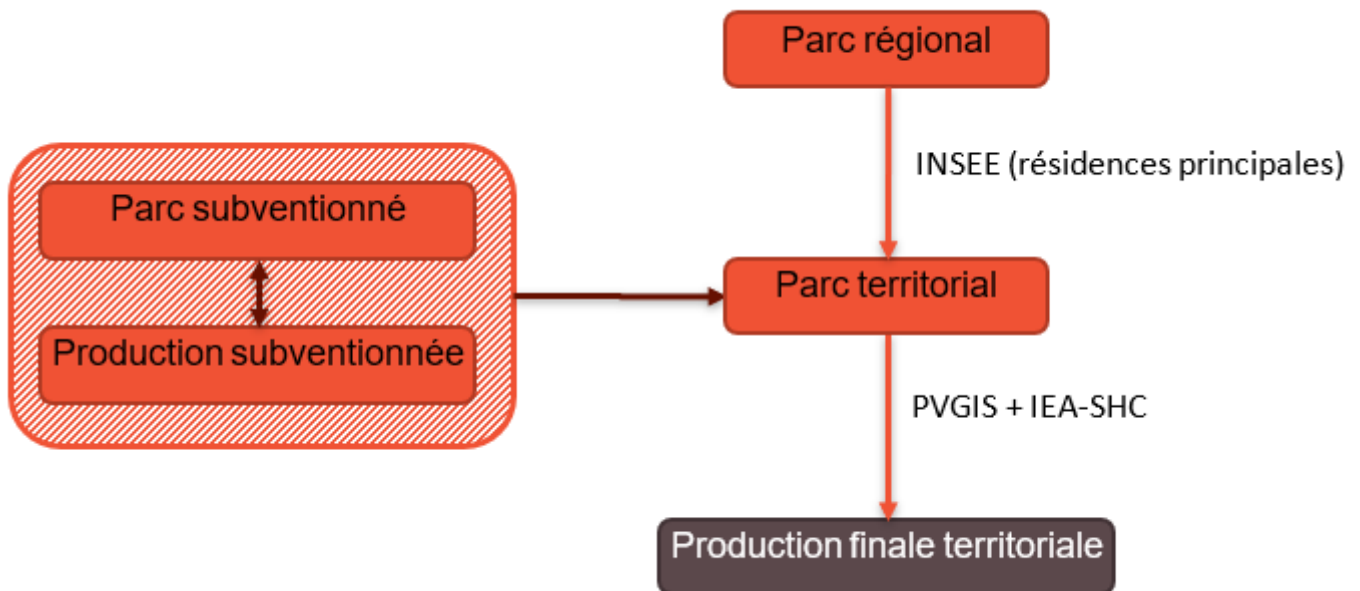 Parc régional
INSEE (résidences principales)
Parc subventionné
Production subventionnée
Parc territorial
PVGIS + IEA-SHC
Production finale territoriale